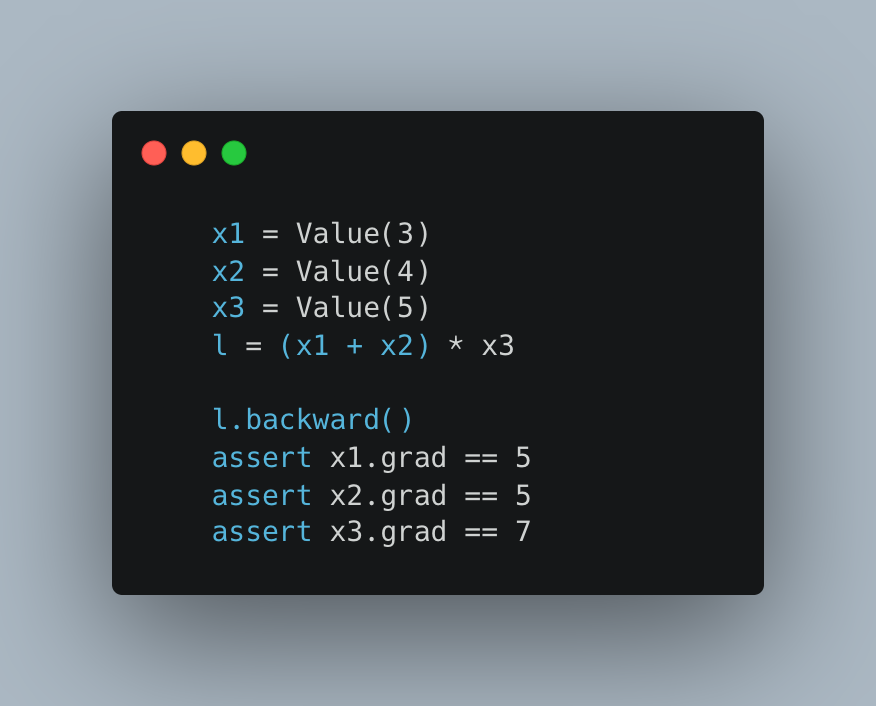 x1 = Value(3)
x2 = Value(4)
x3 = Value(5)
l = (x1 + x2) * x3
l.backward()
assert x1.grad == 5
assert x2.grad == 5
assert x3.grad == 7